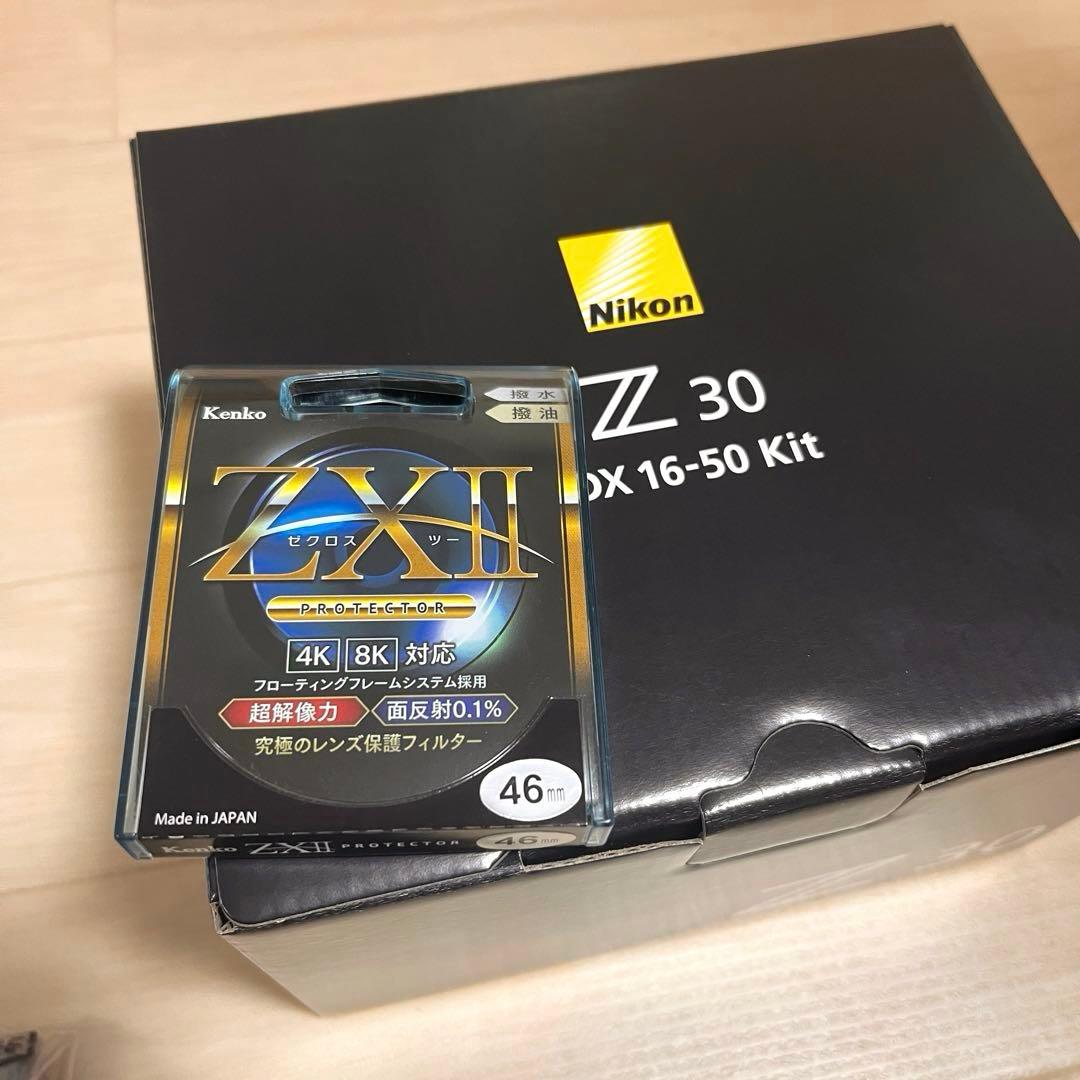 Nikon
Z 30
DX 16-50 Kit
Kenko
撥水
撥油
ZXII
ゼクロス ツー
PROTECTOR
4K 8K 対応
フローティングフレームシステム採用
超解像力 面反射0.1%
究極のレンズ保護フィルター
46mm
Made in JAPAN
Kenko ZXII PROTECTOR 46mm
Z 30